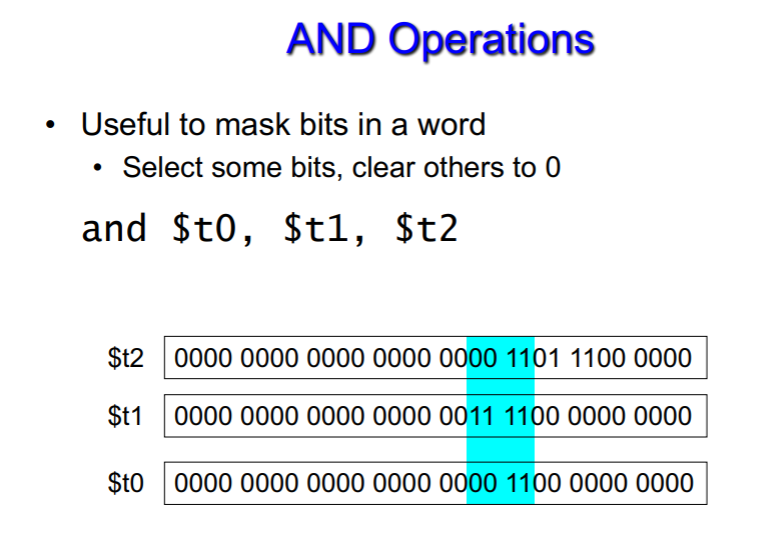 AND Operations
• Useful to mask bits in a word
• Select some bits, clear others to 0
and $t0, $t1, $t2
$t2 0000 0000 0000 0000 0000 1101 1100 0000
$t1 0000 0000 0000 0000 0011 1100 0000 0000
$t0 0000 0000 0000 0000 0000 1100 0000 0000